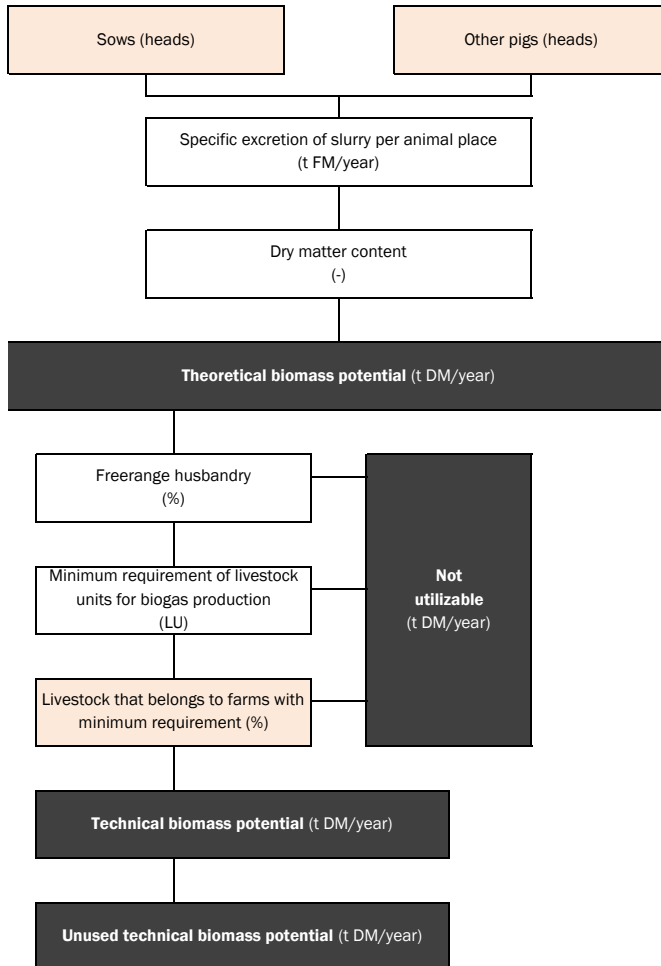 Sows (heads)
Other pigs (heads)
Specific excretion of slurry per animal place
(t FM/year)
Dry matter content
(-)
Theoretical biomass potential (t DM/year)
Freerange husbandry
(%)
Minimum requirement of livestock
units for biogas production
(LU)
Not
utilizable
(t DM/year)
Livestock that belongs to farms with
minimum requirement (%)
Technical biomass potential (t DM/year)
Unused technical biomass potential (t DM/year)